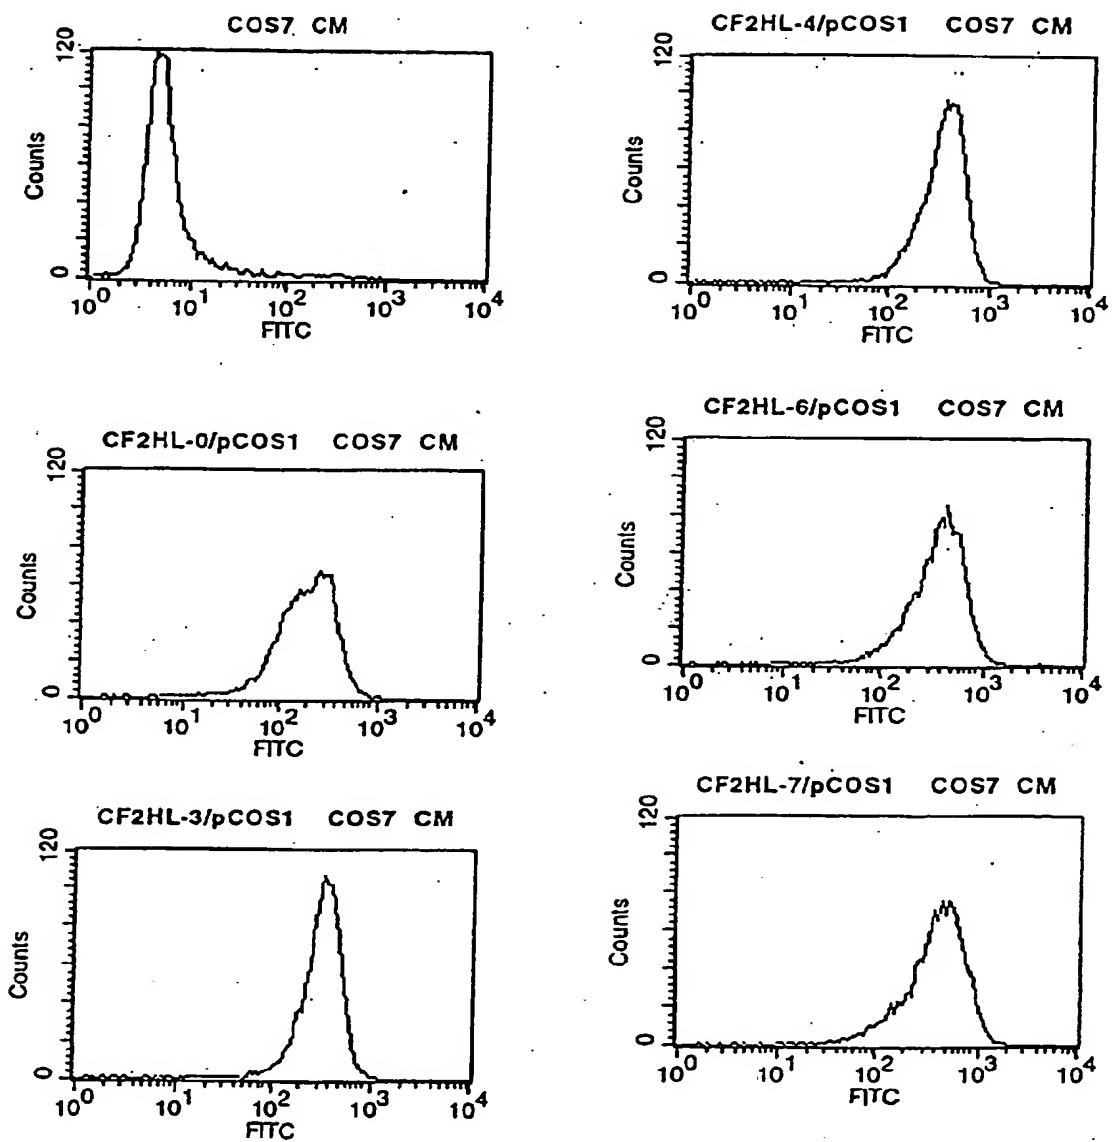 COS7 CM
120
Counts
0
10^0 10^1 10^2 10^3 10^4
FITC
CF2HL-0/pCOS1 COS7 CM
120
Counts
0
10^0 10^1 10^2 10^3 10^4
FITC
CF2HL-3/pCOS1 COS7 CM
120
Counts
0
10^0 10^1 10^2 10^3 10^4
FITC
CF2HL-4/pCOS1 COS7 CM
120
Counts
0
10^0 10^1 10^2 10^3 10^4
FITC
CF2HL-6/pCOS1 COS7 CM
120
Counts
0
10^0 10^1 10^2 10^3 10^4
FITC
CF2HL-7/pCOS1 COS7 CM
120
Counts
0
10^0 10^1 10^2 10^3 10^4
FITC